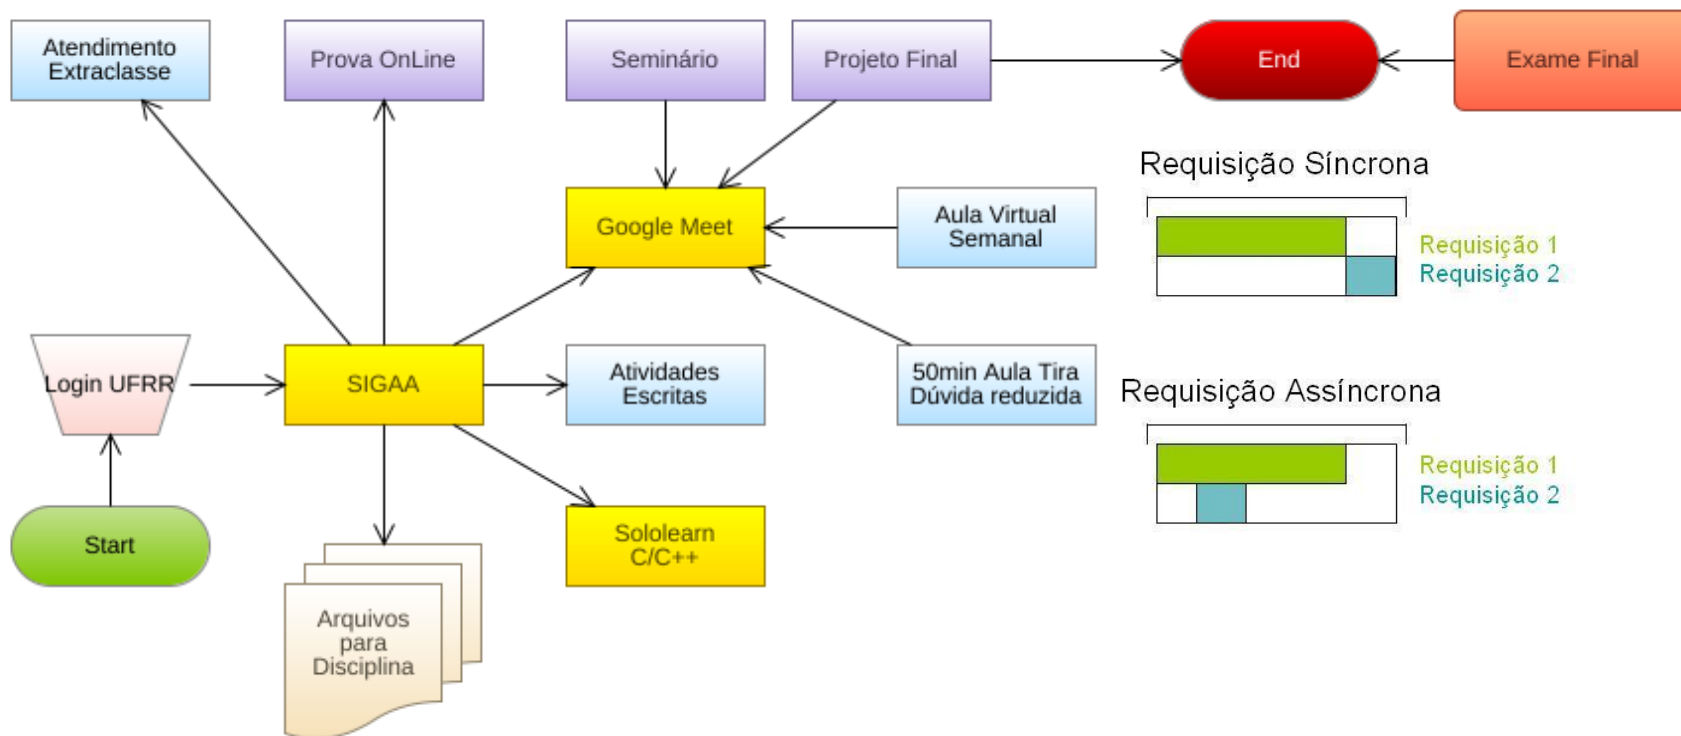 Atendimento
Extraclasse
Prova OnLine
Seminário
Projeto Final
End
Exame Final
Requisição Síncrona
Google Meet
Aula Virtual
Semanal
Requisição 1
Requisição 2
Login UFRR
SIGAA
Atividades
Escritas
50min Aula Tira
Dúvida reduzida
Requisição Assíncrona
Requisição 1
Requisição 2
Start
Sololearn
C/C++
Arquivos
para
Disciplina